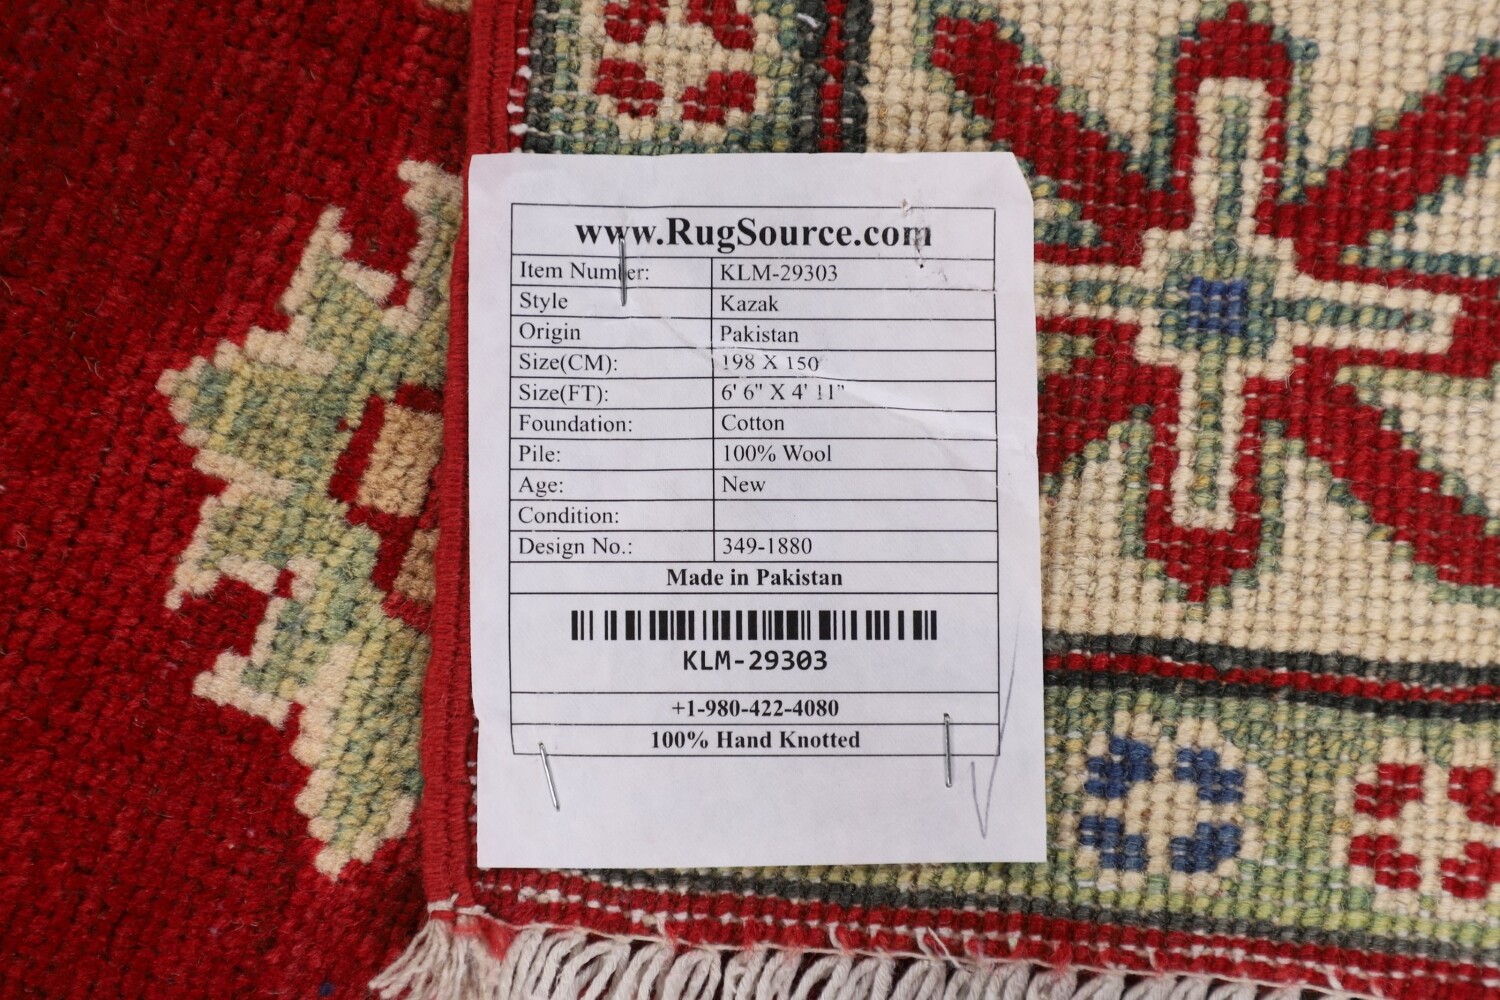 www.RugSource.com
Item Number: KLM-29303
Style Kazak
Origin Pakistan
Size(CM): 198 X 150
Size(FT): 6' 6" X 4' 11"
Foundation: Cotton
Pile: 100% Wool
Age: New
Condition:
Design No.: 349-1880
Made in Pakistan
KLM-29303
+1-980-422-4080
100% Hand Knotted